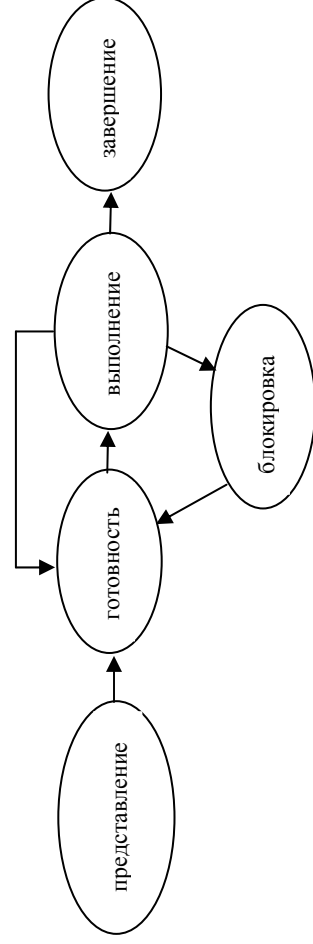 представление
готовность
выполнение
завершение
блокировка